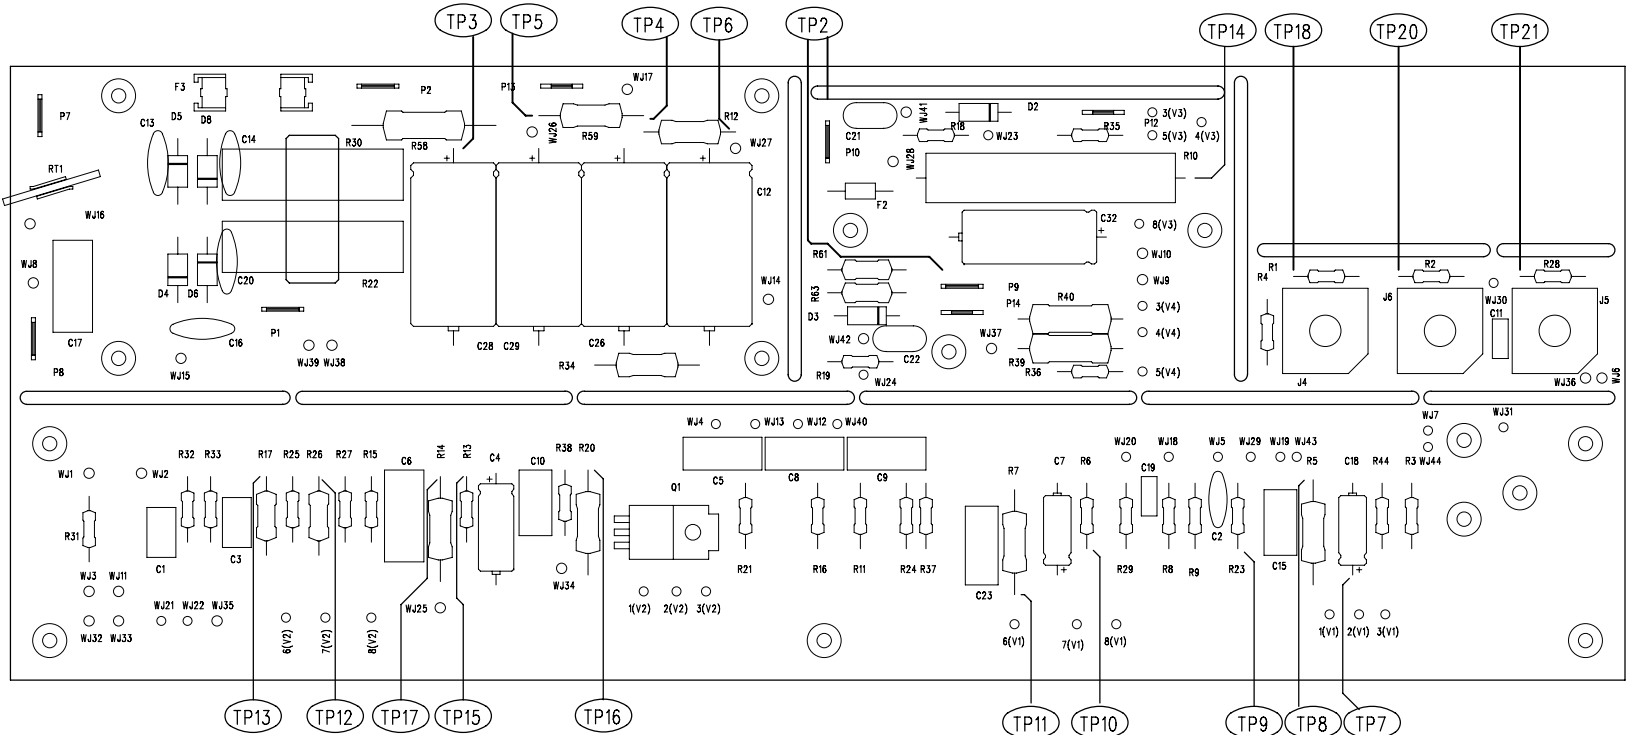 TP3
TP5
TP4
TP6
TP2
TP14
TP18
TP20
TP21
F3
P2
P13
WJ17
P7
D5
D8
C13
C14
R30
R58
WJ26
R59
R12
WJ27
C21
WJ41
R18
D2
WJ23
R35
P12
3(V3)
5(V3)
4(V3)
P10
WJ28
R10
RT1
+
+
+
+
C12
F2
WJ16
C32
+
8(V3)
WJ10
WJ8
R61
R63
D3
WJ9
D4
D6
C20
R22
WJ14
P9
P14
R40
R1
R4
R2
R28
J6
J5
WJ30
C11
3(V4)
4(V4)
P1
C17
C16
C28
C29
C26
WJ42
C22
WJ37
P8
WJ15
WJ39
WJ38
R34
R19
WJ24
R39
R36
5(V4)
J4
WJ36
WJ6
WJ4
WJ13
WJ12
WJ40
WJ7
WJ31
WJ44
WJ1
WJ2
R32
R33
R17
R25
R26
R27
R15
C6
R14
R13
C4
+
C10
R38
R20
Q1
C5
C8
C9
R7
C7
R6
WJ20
C19
WJ18
WJ5
WJ29
WJ19
WJ43
R5
C18
R44
R3
R31
C1
C3
R21
R16
R11
R24
R37
C23
+
R29
R8
R9
C2
R23
C15
+
WJ3
WJ11
WJ34
WJ32
WJ33
WJ21
WJ22
WJ35
6(V2)
7(V2)
8(V2)
WJ25
1(V2)
2(V2)
3(V2)
6(V1)
7(V1)
8(V1)
1(V1)
2(V1)
3(V1)
TP13
TP12
TP17
TP15
TP16
TP11
TP10
TP9
TP8
TP7